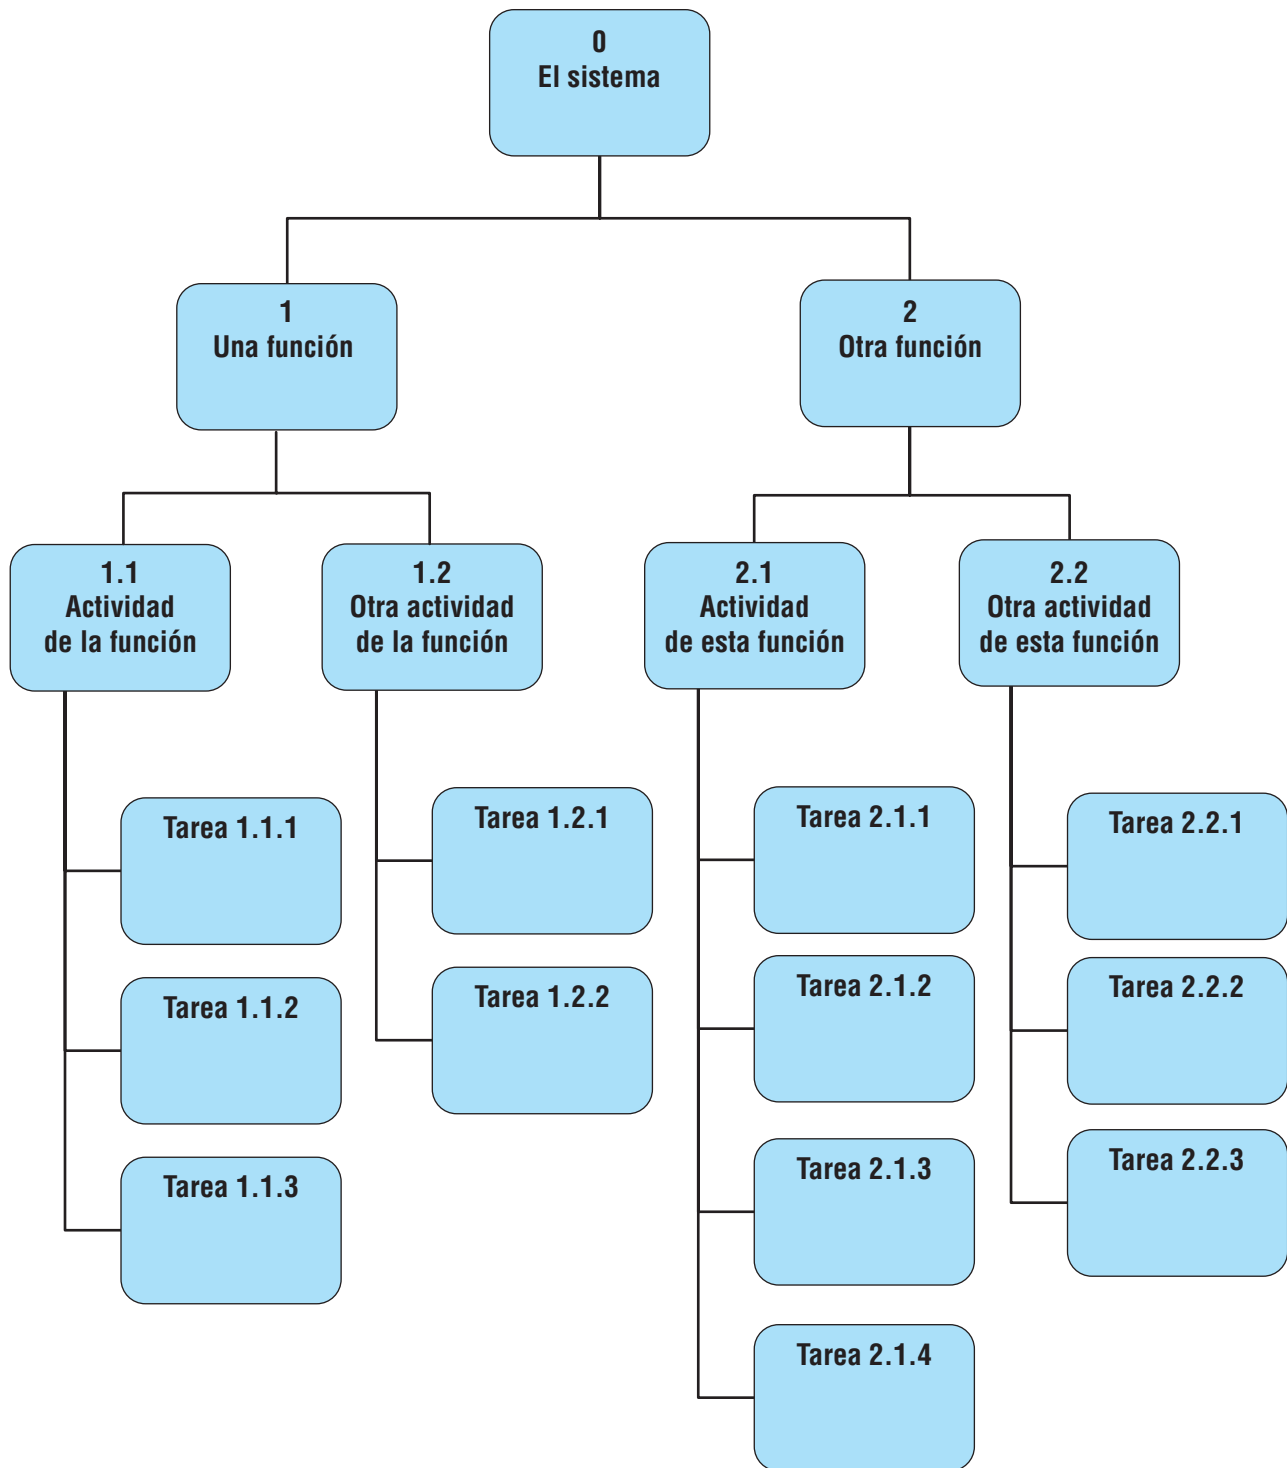 0
El sistema
1
Una función
2
Otra función
1.1
Actividad
de la función
1.2
Otra actividad
de la función
2.1
Actividad
de esta función
2.2
Otra actividad
de esta función
Tarea 1.1.1
Tarea 1.1.2
Tarea 1.1.3
Tarea 1.2.1
Tarea 1.2.2
Tarea 2.1.1
Tarea 2.1.2
Tarea 2.1.3
Tarea 2.1.4
Tarea 2.2.1
Tarea 2.2.2
Tarea 2.2.3